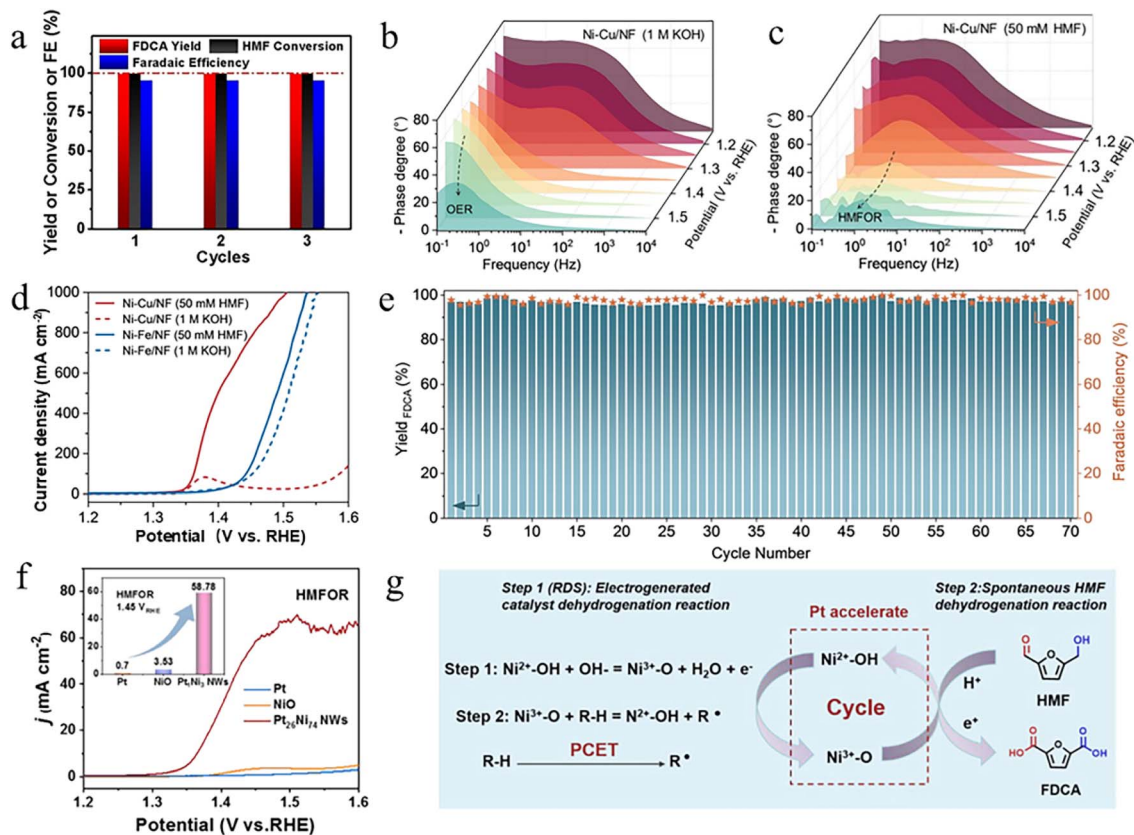 a
Yield or Conversion or FE (%)
FDCA Yield
HMF Conversion
Faradaic Efficiency
100
75
50
25
0
1
2
3
Cycles
b
Ni-Cu/NF (1 M KOH)
- Phase degree (°)
80
60
40
20
0
OER
10⁻¹ 10⁰ 10¹ 10² 10³ 10⁴
Frequency (Hz)
1.2
1.3
1.4
1.5
Potential (V vs. RHE)
c
Ni-Cu/NF (50 mM HMF)
- Phase degree (°)
80
60
40
20
0
HMFOR
10⁻¹ 10⁰ 10¹ 10² 10³ 10⁴
Frequency (Hz)
1.2
1.3
1.4
1.5
Potential (V vs. RHE)
d
Current density (mA cm⁻²)
1000
800
600
400
200
0
Ni-Cu/NF (50 mM HMF)
Ni-Cu/NF (1 M KOH)
Ni-Fe/NF (50 mM HMF)
Ni-Fe/NF (1 M KOH)
1.2 1.3 1.4 1.5 1.6
Potential (V vs. RHE)
e
Yield FDCA (%)
100
80
60
40
20
0
5 10 15 20 25 30 35 40 45 50 55 60 65 70
Cycle Number
100
80
60
40
20
0
Faradaic efficiency (%)
f
j (mA cm⁻²)
80
60
40
20
0
HMFOR
HMFOR
1.45 V RHE
60
40
20
0
0.7
3.53
58.78
Pt NiO Pt₁Ni₃ NWs
Pt
NiO
Pt₂₆Ni₇₄ NWs
1.2 1.3 1.4 1.5 1.6
Potential (V vs.RHE)
g
Step 1 (RDS): Electrogenerated
catalyst dehydrogenation reaction
Step 1: Ni²⁺-OH + OH- = Ni³⁺-O + H₂O + e⁻
Step 2: Ni³⁺-O + R-H = N²⁺-OH + R •
R-H PCET R •
Pt accelerate
Ni²⁺-OH
Cycle
Ni³⁺-O
Step 2:Spontaneous HMF
dehydrogenation reaction
H⁺
e⁺
O
O
OH
HMF
O
HO
O
O
OH
FDCA